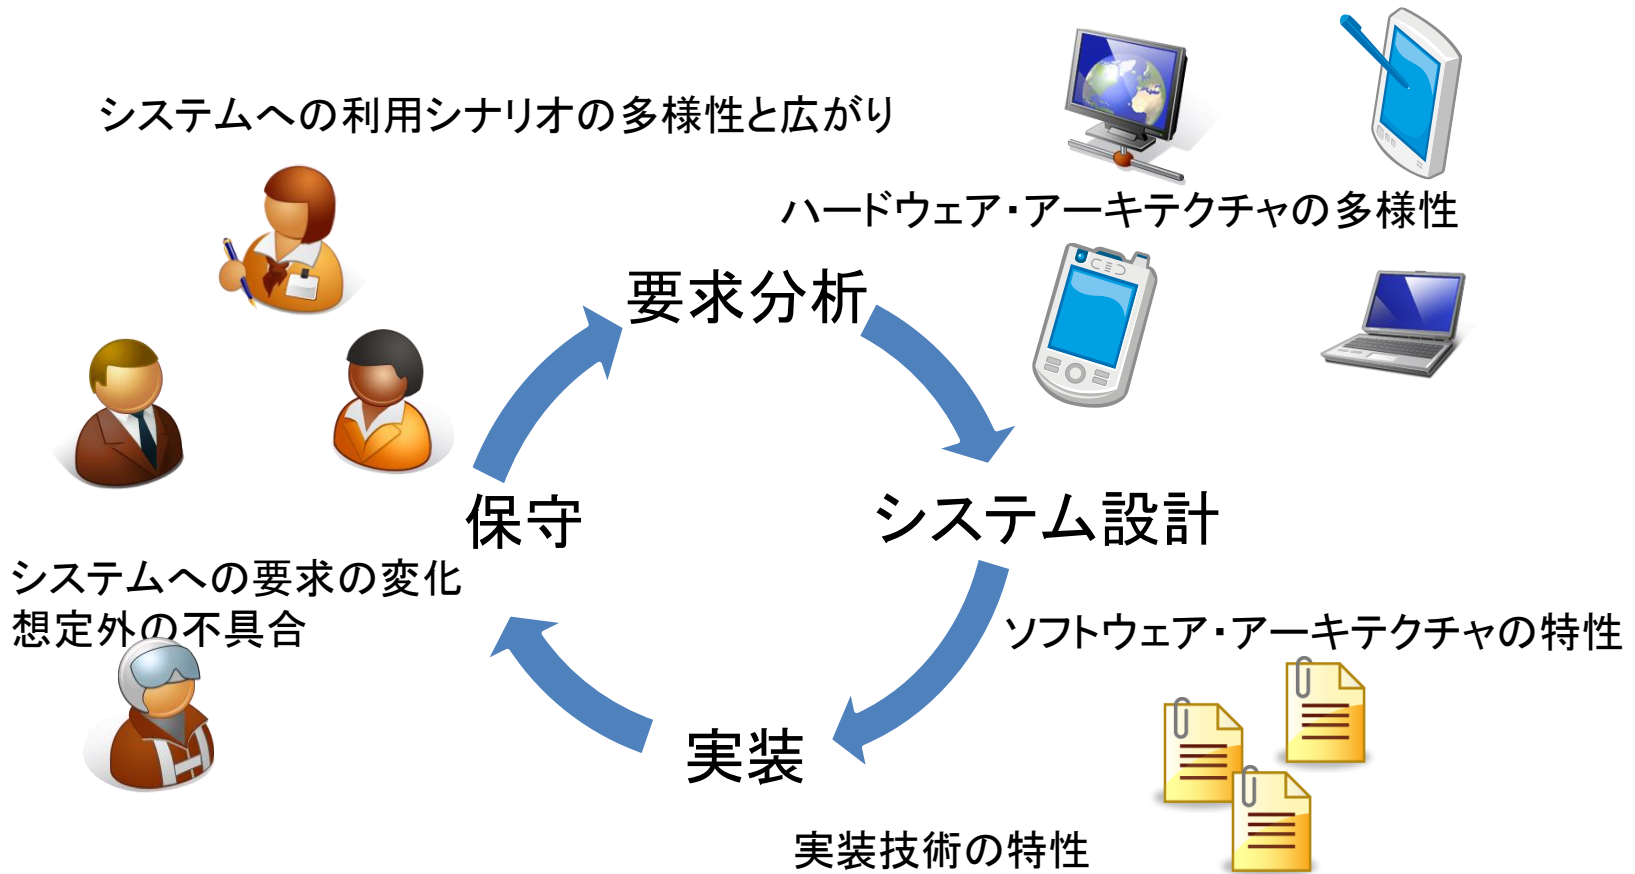 システムへの利用シナリオの多様性と広がり
ハードウェア・アーキテクチャの多様性
要求分析
保守
システム設計
システムへの要求の変化
想定外の不具合
ソフトウェア・アーキテクチャの特性
実装
実装技術の特性